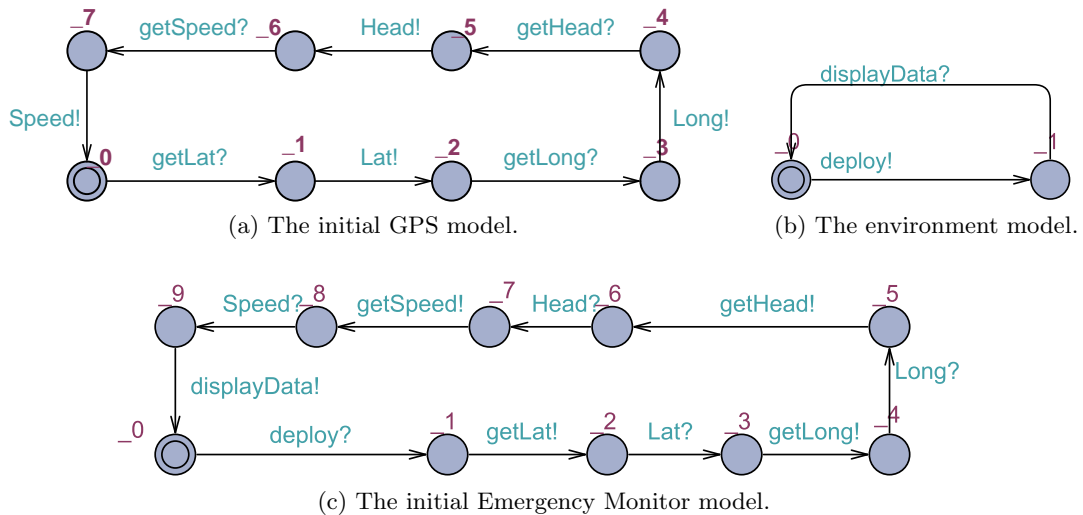 _7 getSpeed? _6 Head! _5 getHead? _4
displayData?
Speed! Long!
_0 getLat? _1 Lat! _2 getLong? _3
_0 deploy! _1
(a) The initial GPS model. (b) The environment model.
_9 Speed? _8 getSpeed! _7 Head? _6 getHead! _5
displayData! Long?
_0 deploy? _1 getLat! _2 Lat? _3 getLong! _4
(c) The initial Emergency Monitor model.